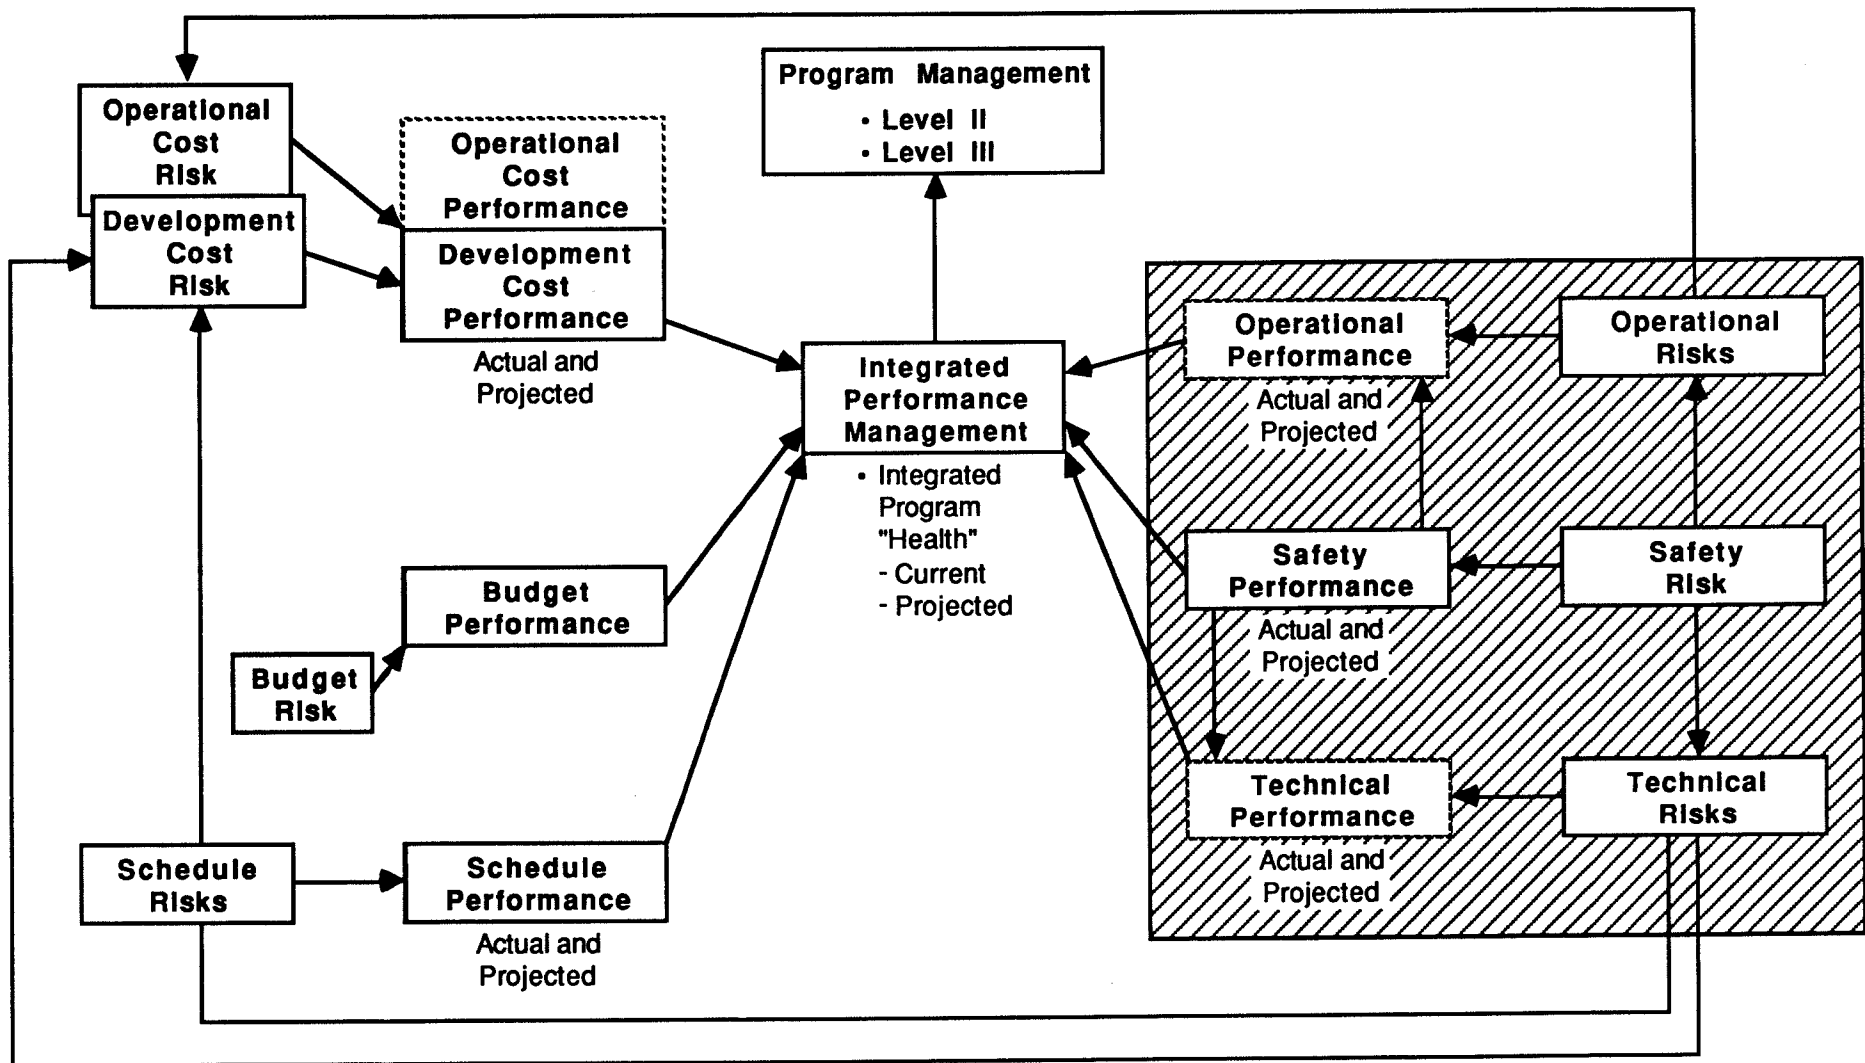 Operational
Cost
Risk
Development
Cost
Risk
Operational
Cost
Performance
Development
Cost
Performance
Actual and
Projected
Program Management
• Level II
• Level III
Integrated
Performance
Management
• Integrated
Program
"Health"
- Current
- Projected
Budget
Performance
Budget
Risk
Schedule
Risks
Schedule
Performance
Actual and
Projected
Operational
Performance
Actual and
Projected
Operational
Risks
Safety
Performance
Actual and
Projected
Safety
Risk
Technical
Performance
Actual and
Projected
Technical
Risks